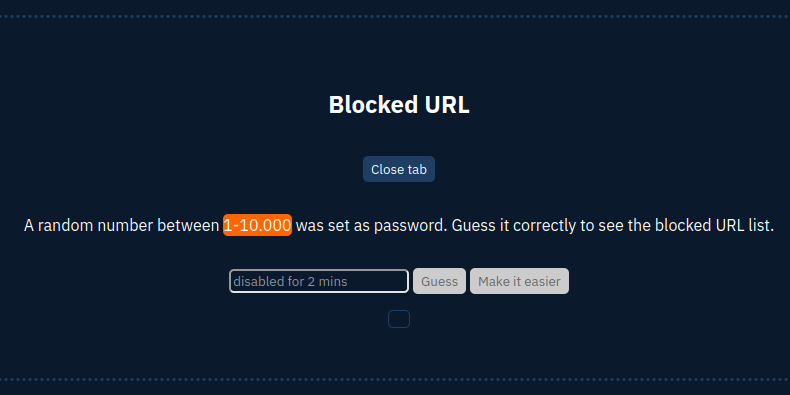 Blocked URL
Close tab
A random number between 1-10.000 was set as password. Guess it correctly to see the blocked URL list.
disabled for 2 mins Guess Make it easier